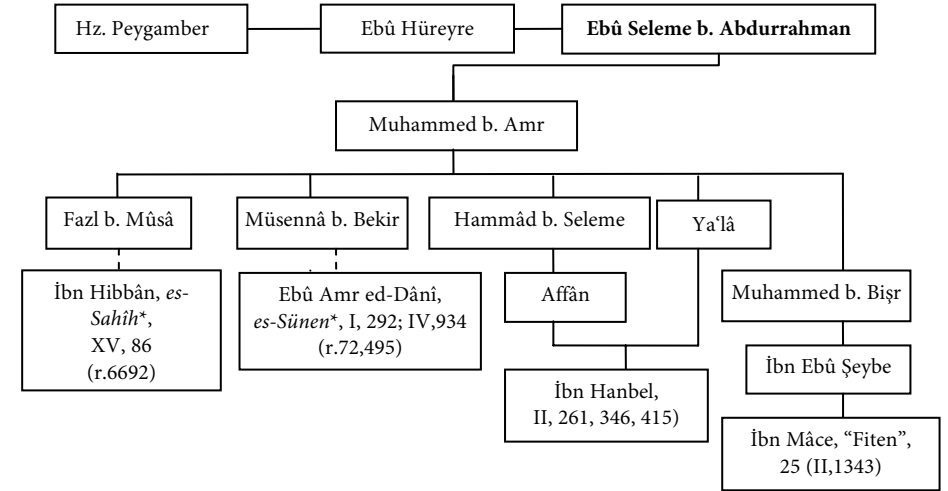 Hz. Peygamber
Ebû Hüreyre
Ebû Seleme b. Abdurrahman
Muhammed b. Amr
Fazl b. Mûsâ
Müsennâ b. Bekir
Hammâd b. Seleme
Ya‘lâ
İbn Hibbân, es-
Sahîh*,
XV, 86
(r.6692)
Ebû Amr ed-Dânî,
es-Sünen*, I, 292; IV,934
(r.72,495)
Affân
Muhammed b. Bişr
İbn Ebû Şeybe
İbn Hanbel,
II, 261, 346, 415)
İbn Mâce, “Fiten”,
25 (II,1343)